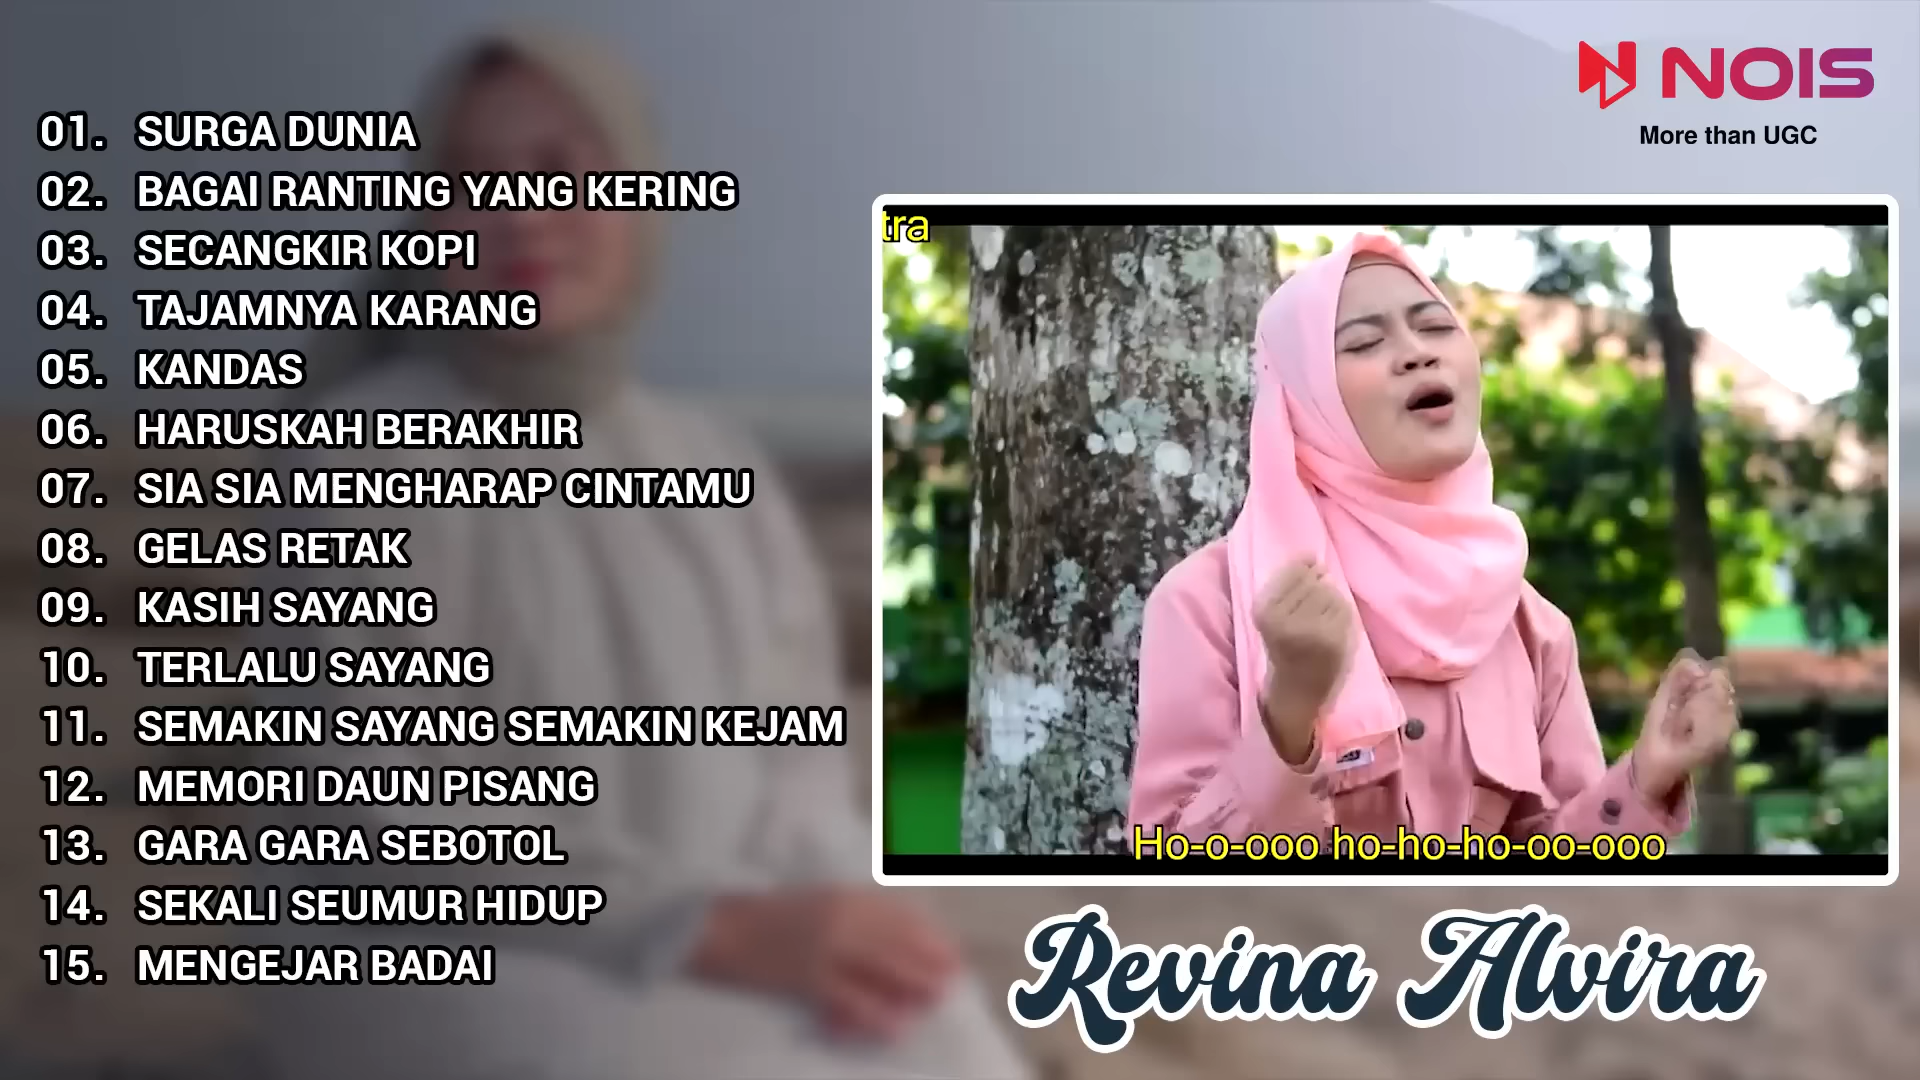 NOIS
More than UGC
01. SURGA DUNIA
02. BAGAI RANTING YANG KERING
03. SECANGKIR KOPI
04. TAJAMNYA KARANG
05. KANDAS
06. HARUSKAH BERAKHIR
07. SIA SIA MENGHARAP CINTAMU
08. GELAS RETAK
09. KASIH SAYANG
10. TERLALU SAYANG
11. SEMAKIN SAYANG SEMAKIN KEJAM
12. MEMORI DAUN PISANG
13. GARA GARA SEBOTOL
14. SEKALI SEUMUR HIDUP
15. MENGEJAR BADAI
tra
Ho-o-ooo ho-ho-ho-oo-ooo
Revina Alvira